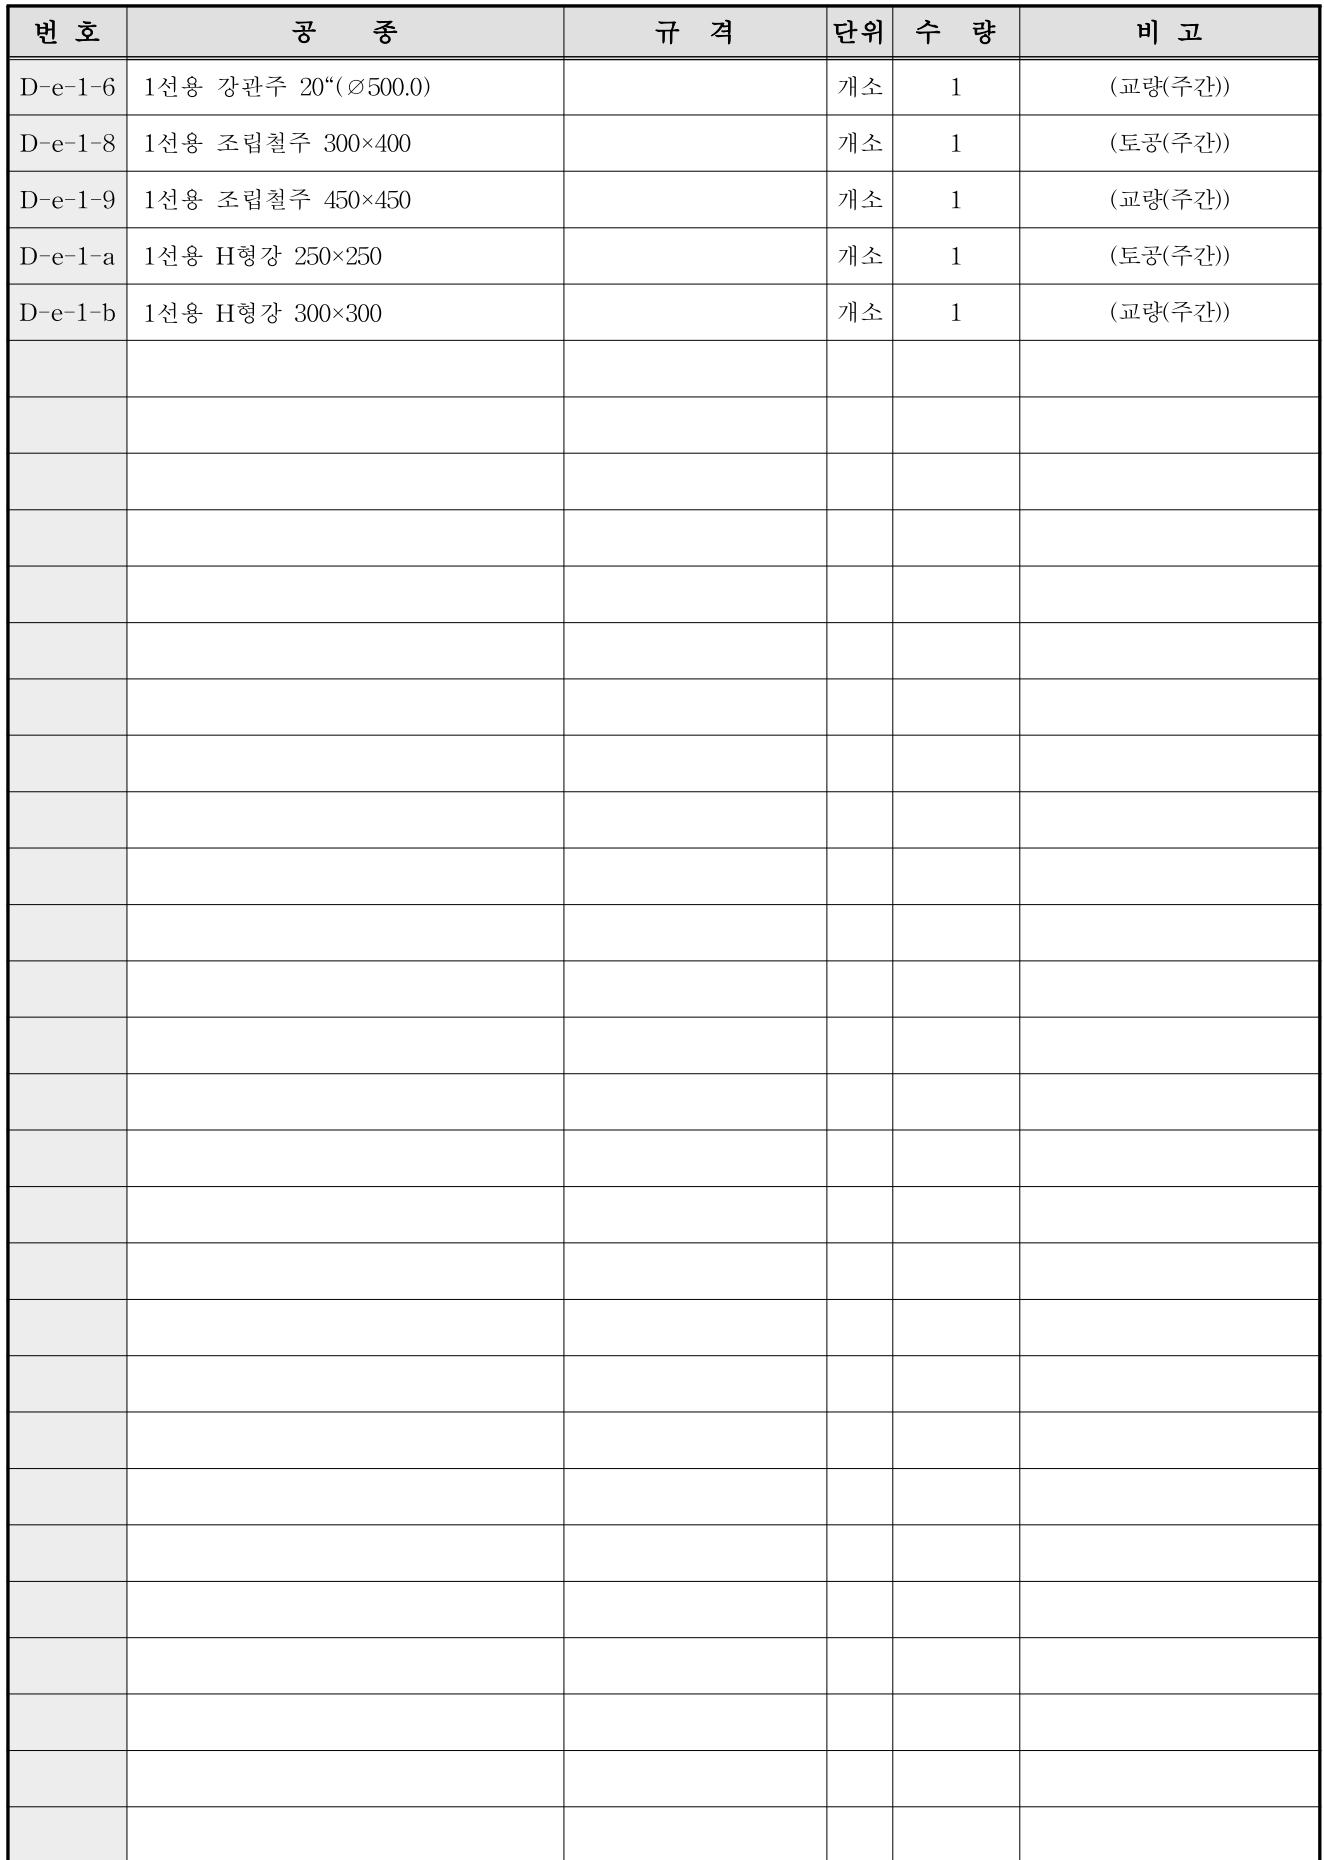 번 호 공 종 규 격 단위 수 량 비 고
D-e-1-6 1선용 강관주 20“(∅500.0) 개소 1 (교량(주간))
D-e-1-8 1선용 조립철주 300×400 개소 1 (토공(주간))
D-e-1-9 1선용 조립철주 450×450 개소 1 (교량(주간))
D-e-1-a 1선용 H형강 250×250 개소 1 (토공(주간))
D-e-1-b 1선용 H형강 300×300 개소 1 (교량(주간))